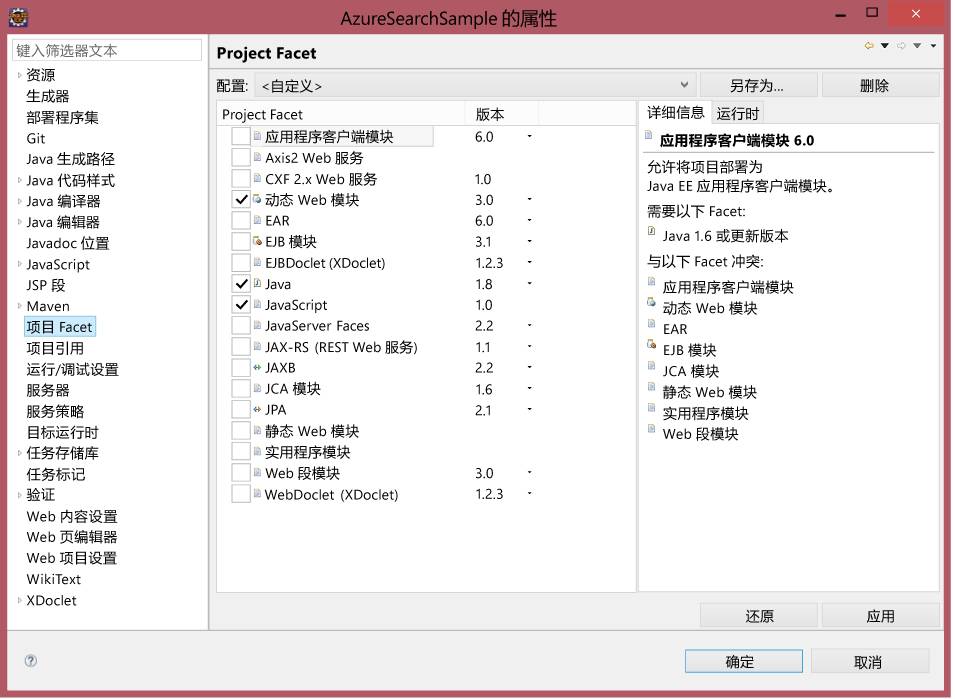 AzureSearchSample 的属性
键入筛选器文本
资源
生成器
部署程序集
Git
Java 生成路径
Java 代码样式
Java 编译器
Java 编辑器
Javadoc 位置
JavaScript
JSP 段
Maven
项目 Facet
项目引用
运行/调试设置
服务器
服务策略
目标运行时
任务存储库
任务标记
验证
Web 内容设置
Web 页编辑器
Web 项目设置
WikiText
XDoclet
Project Facet
配置: <自定义> 另存为... 删除
Project Facet 版本
应用程序客户端模块 6.0
Axis2 Web 服务
CXF 2.x Web 服务 1.0
动态 Web 模块 3.0
EAR 6.0
EJB 模块 3.1
EJBDoclet (XDoclet) 1.2.3
Java 1.8
JavaScript 1.0
JavaServer Faces 2.2
JAX-RS (REST Web 服务) 1.1
JAXB 2.2
JCA 模块 1.6
JPA 2.1
静态 Web 模块
实用程序模块
Web 段模块 3.0
WebDoclet (XDoclet) 1.2.3
详细信息 运行时
应用程序客户端模块 6.0
允许将项目部署为
Java EE 应用程序客户端模块。
需要以下 Facet:
Java 1.6 或更新版本
与以下 Facet 冲突:
应用程序客户端模块
动态 Web 模块
EAR
EJB 模块
JCA 模块
静态 Web 模块
实用程序模块
Web 段模块
还原 应用
确定 取消